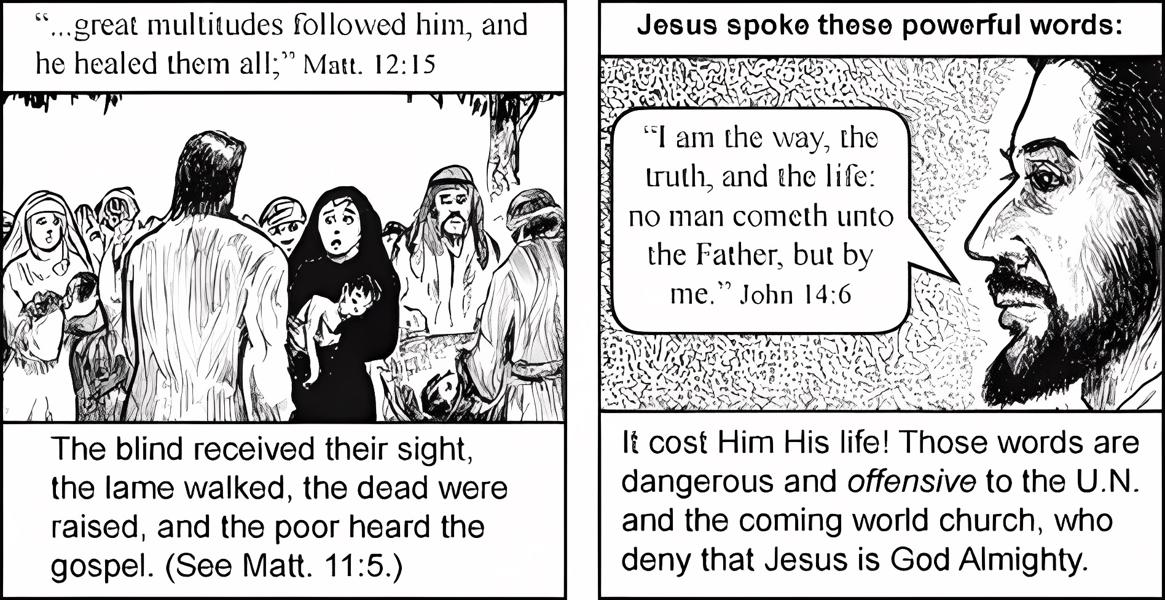 “...great multitudes followed him, and
he healed them all;” Matt. 12:15
The blind received their sight,
the lame walked, the dead were
raised, and the poor heard the
gospel. (See Matt. 11:5.)
Jesus spoke these powerful words:
“I am the way, the
truth, and the life:
no man cometh unto
the Father, but by
me.” John 14:6
It cost Him His life! Those words are
dangerous and offensive to the U.N.
and the coming world church, who
deny that Jesus is God Almighty.